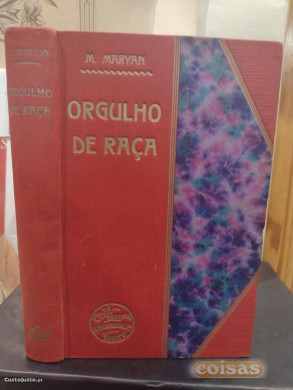 M. MARYAN
ORGULHO
DE RAÇA
M. MARYAN
ORGULHO
DE RAÇA
CustoJusto.pt
coisas